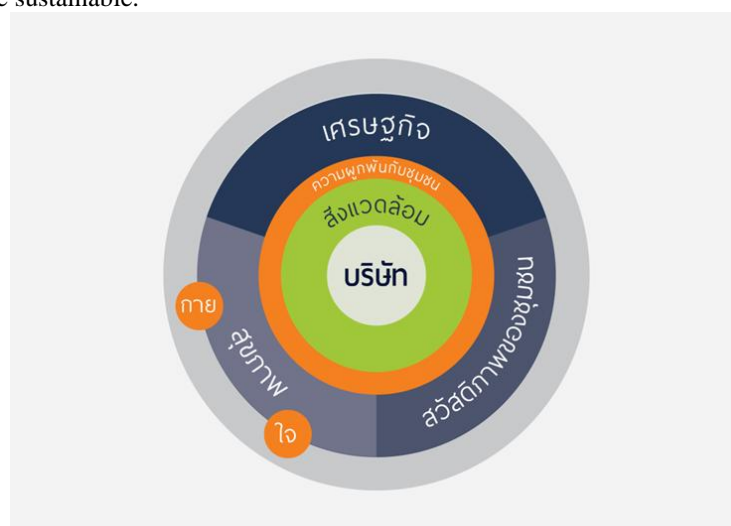 e sustainable.
เศรษฐกิจ
ความผูกพันกับชุมชน
สิ่งแวดล้อม
บริษัท
กาย
สุขภาพ
ใจ
สวัสดิภาพของชุมชน